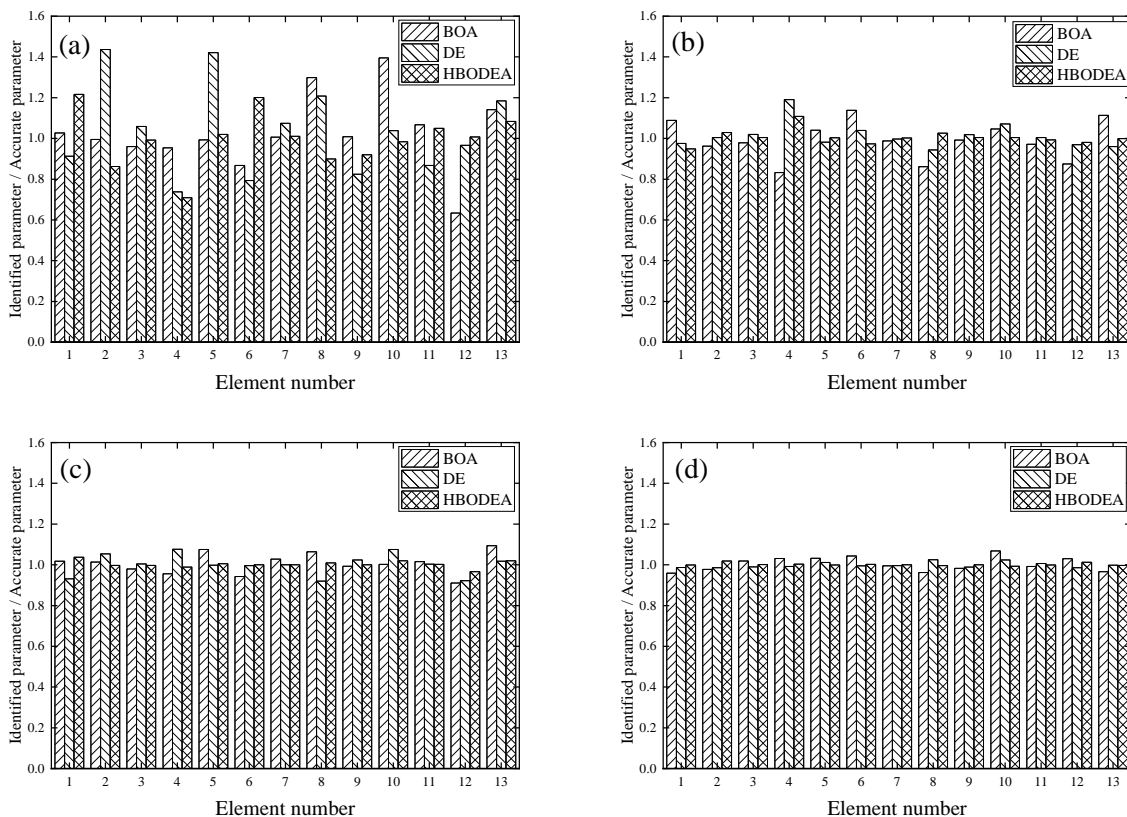 (a)
BOA
DE
HBODEA
Identified parameter / Accurate parameter
1.6
1.4
1.2
1.0
0.8
0.6
0.4
0.2
0.0
1 2 3 4 5 6 7 8 9 10 11 12 13
Element number
(b)
BOA
DE
HBODEA
Identified parameter / Accurate parameter
1.6
1.4
1.2
1.0
0.8
0.6
0.4
0.2
0.0
1 2 3 4 5 6 7 8 9 10 11 12 13
Element number
(c)
BOA
DE
HBODEA
Identified parameter / Accurate parameter
1.6
1.4
1.2
1.0
0.8
0.6
0.4
0.2
0.0
1 2 3 4 5 6 7 8 9 10 11 12 13
Element number
(d)
BOA
DE
HBODEA
Identified parameter / Accurate parameter
1.6
1.4
1.2
1.0
0.8
0.6
0.4
0.2
0.0
1 2 3 4 5 6 7 8 9 10 11 12 13
Element number